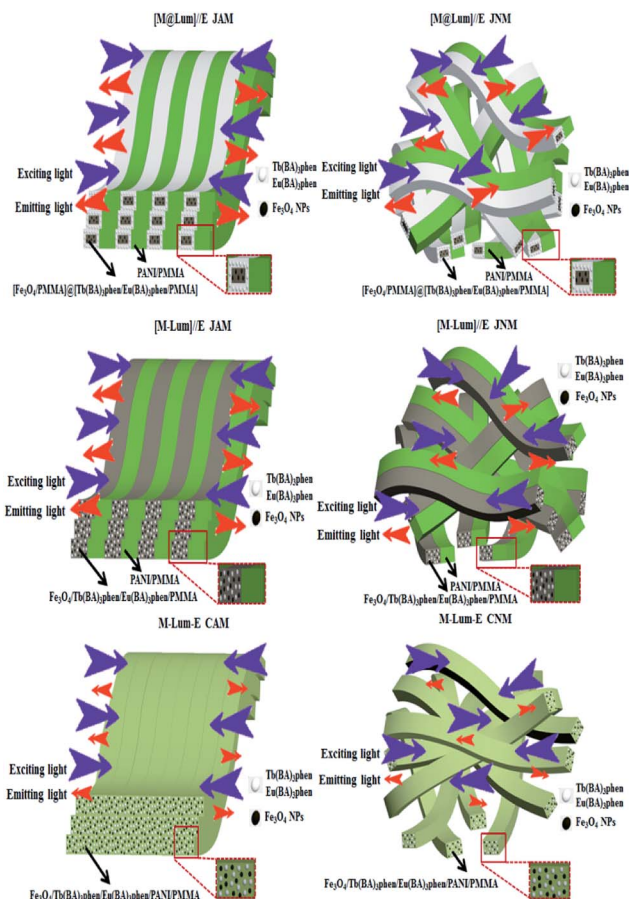 [M@Lum]//E JAM
Exciting light
Emitting light
Tb(BA)₃phen
Eu(BA)₃phen
Fe₃O₄ NPs
PANI/PMMA
[Fe₃O₄/PMMA]@[Tb(BA)₃phen/Eu(BA)₃phen/PMMA]
[M@Lum]//E JNM
Exciting light
Emitting light
Tb(BA)₃phen
Eu(BA)₃phen
Fe₃O₄ NPs
PANI/PMMA
[Fe₃O₄/PMMA]@[Tb(BA)₃phen/Eu(BA)₃phen/PMMA]
[M-Lum]//E JAM
Exciting light
Emitting light
Tb(BA)₃phen
Eu(BA)₃phen
Fe₃O₄ NPs
PANI/PMMA
Fe₃O₄/Tb(BA)₃phen/Eu(BA)₃phen/PMMA
[M-Lum]// JNM
Tb(BA)₃phen
Eu(BA)₃phen
Fe₃O₄ NPs
Exciting light
Emitting light
PANI/PMMA
Fe₃O₄/Tb(BA)₃phen/Eu(BA)₃phen/PMMA
M-Lum-E CAM
Exciting light
Emitting light
Tb(BA)₃phen
Eu(BA)₃phen
Fe₃O₄ NPs
Fe₃O₄/Tb(BA)₃phen/Eu(BA)₃phen/PANI/PMMA
M-Lum-E CNM
Exciting light
Emitting light
Tb(BA)₃phen
Eu(BA)₃phen
Fe₃O₄ NPs
Fe₃O₄/Tb(BA)₃phen/Eu(BA)₃phen/PANI/PMMA